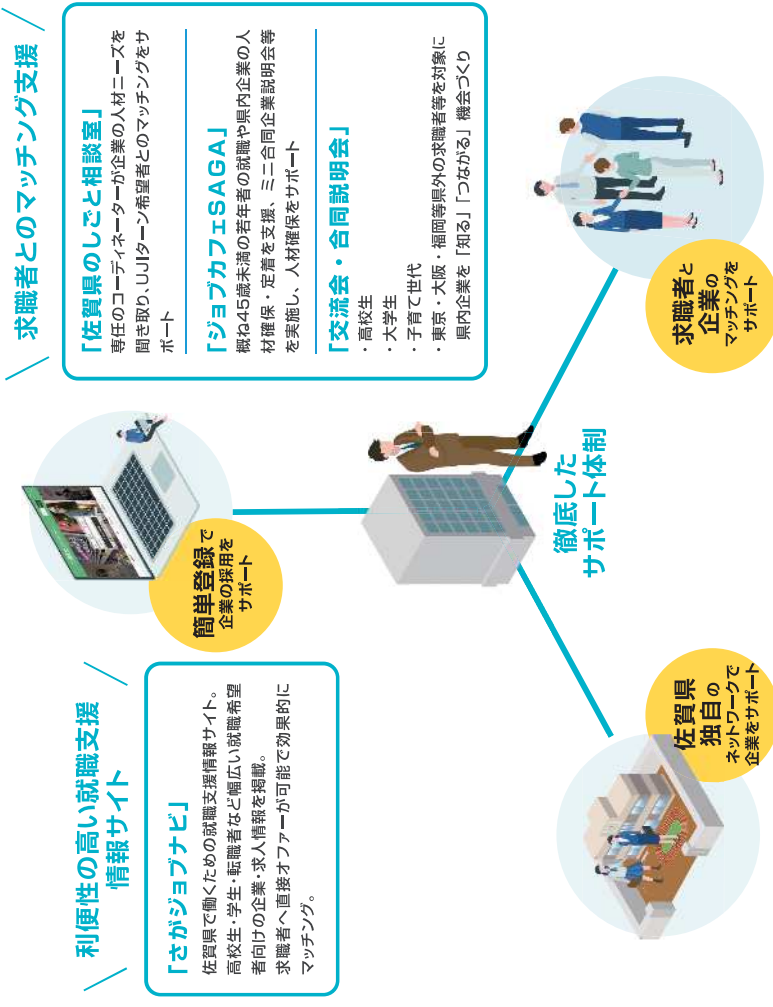 利便性の高い就職支援
情報サイト
「さがジョブナビ」
佐賀県で働くための就職支援情報サイト。
高校生・学生・転職者など幅広い就職希望
者向けの企業・求人情報を掲載。
求職者へ直接オファーが可能で効果的に
マッチング。
求職者とのマッチング支援
「佐賀県のしごと相談室」
専任のコーディネーターが企業の人材ニーズを
聞き取り、UJIターン希望者とのマッチングをサ
ポート
「ジョブカフェSAGA」
概ね45歳未満の若年者の就職や県内企業の人
材確保・定着を支援、ミニ合同企業説明会等
を実施し、人材確保をサポート
「交流会・合同説明会」
・高校生
・大学生
・子育て世代
・東京・大阪・福岡等県外の求職者等を対象に
県内企業を「知る」「つながる」機会づくり
簡単登録で
企業の採用を
サポート
徹底した
サポート体制
佐賀県
独自の
ネットワークで
企業をサポート
求職者と
企業の
マッチングを
サポート